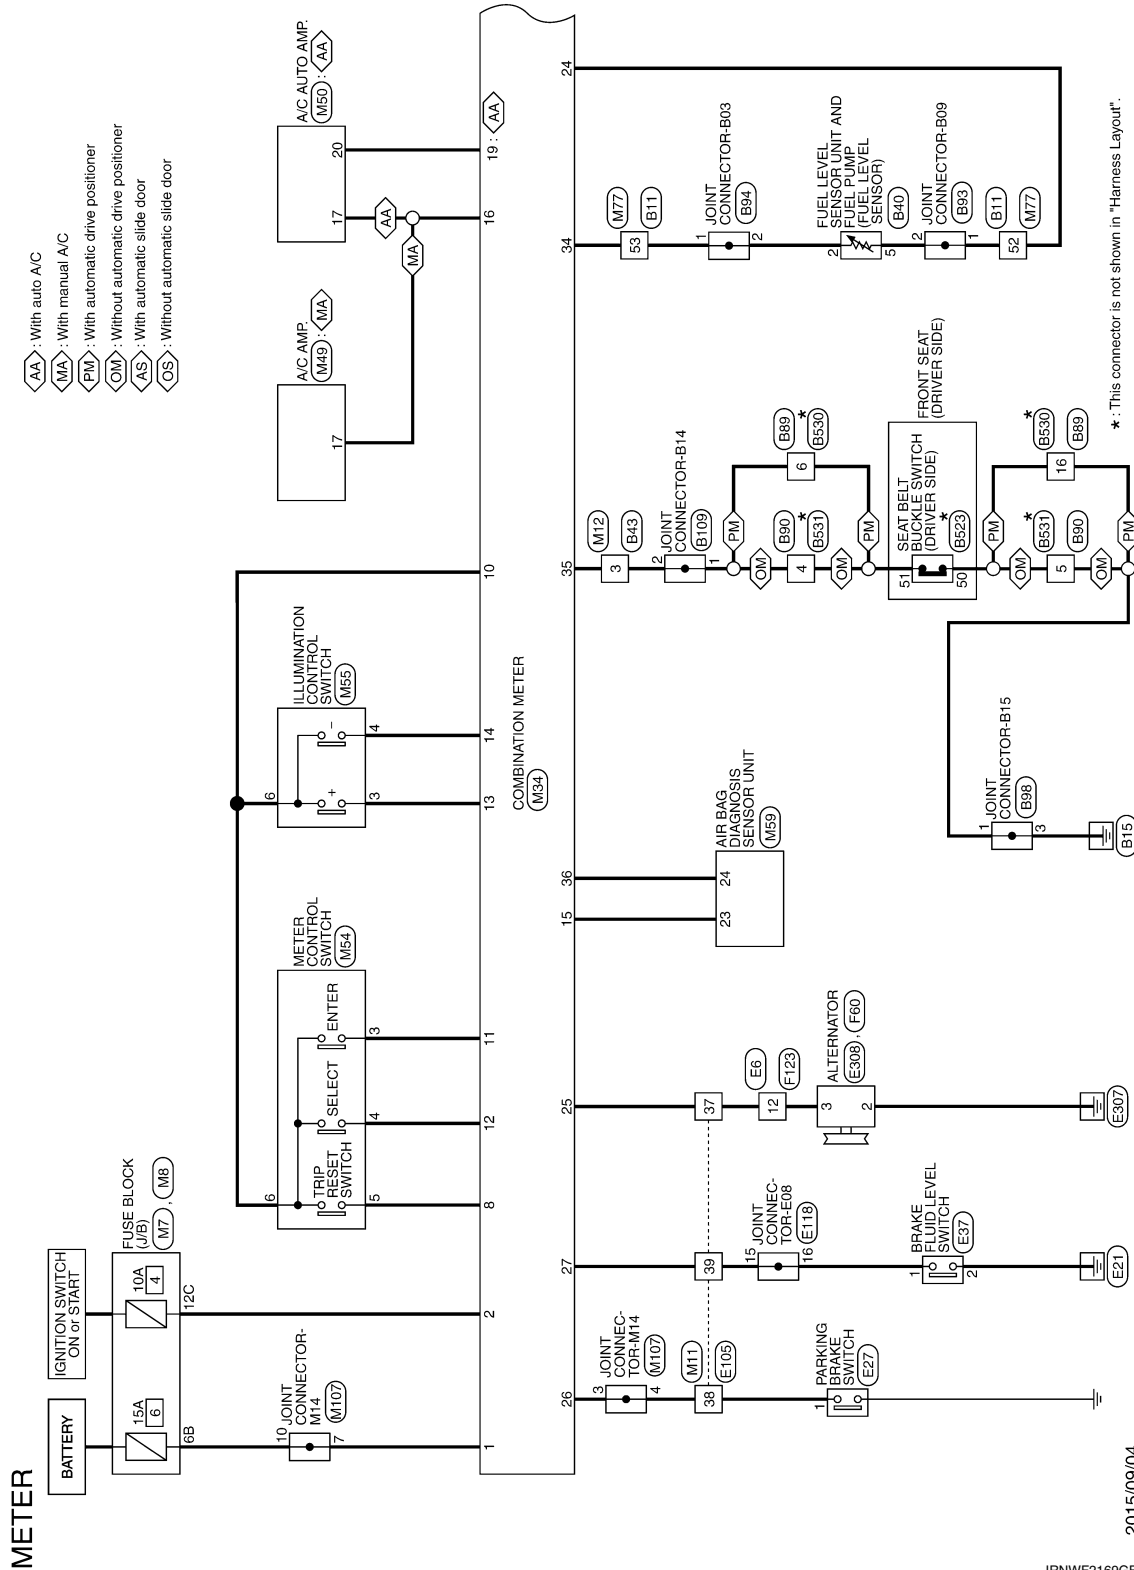 METER
BATTERY
IGNITION SWITCH
ON or START
FUSE BLOCK
(J/B)
M7 , M8
15A
6
10A
4
6B
12C
10
JOINT
CONNECTOR-
M14
M107
7
METER
CONTROL
SWITCH
M54
6
TRIP
RESET
SWITCH
SELECT
ENTER
5
4
3
ILLUMINATION
CONTROL
SWITCH
M55
6
+
-
3
4
AA : With auto A/C
MA : With manual A/C
PM : With automatic drive positioner
OM : Without automatic drive positioner
AS : With automatic slide door
OS : Without automatic slide door
A/C AMP.
M49 : MA
17
A/C AUTO AMP.
M50 : AA
17
20
AA
MA
1
2
8
12
11
13
14
10
16
19 : AA
COMBINATION METER
M34
26
27
25
15
36
35
34
24
3
JOINT
CONNEC-
TOR-M14
M107
4
M11
E105
38
39
37
PARKING
BRAKE
SWITCH
E27
1
15
JOINT
CONNEC-
TOR-E08
E118
16
BRAKE
FLUID LEVEL
SWITCH
E37
1
2
E21
E6
F123
12
ALTERNATOR
E308 , F60
3
2
E307
AIR BAG
DIAGNOSIS
SENSOR UNIT
M59
23
24
M12
B43
3
2
JOINT
CONNECTOR-B14
B109
1
PM
OM
B90
* B531
4
B89
* B530
6
OM
PM
FRONT SEAT
(DRIVER SIDE)
SEAT BELT
BUCKLE SWITCH
(DRIVER SIDE)
* B523
51
50
PM
OM
* B531
B90
5
* B530
B89
16
OM
PM
JOINT
CONNECTOR-B15
B98
1
3
B15
M77
B11
53
1
JOINT
CONNECTOR-B03
B94
2
FUEL LEVEL
SENSOR UNIT AND
FUEL PUMP
(FUEL LEVEL
SENSOR)
B40
2
5
JOINT
CONNECTOR-B09
B93
2
1
B11
M77
52
* : This connector is not shown in "Harness Layout".
2015/09/04